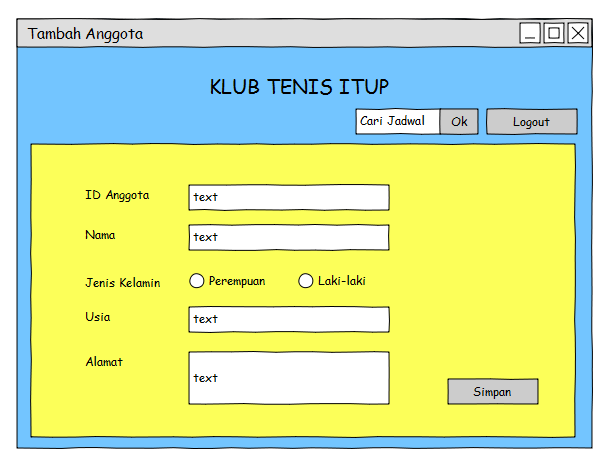 Tambah Anggota
KLUB TENIS ITUP
Cari Jadwal Ok Logout
ID Anggota text
Nama text
Jenis Kelamin Perempuan Laki-laki
Usia text
Alamat
text
Simpan